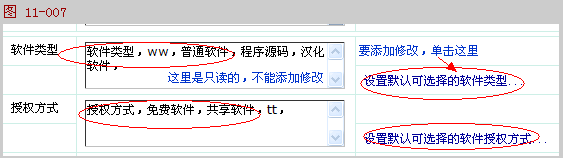 图 11-007
软件类型
软件类型，ww，普通软件，程序源码，汉化
软件，
这里是只读的，不能添加修改
要添加修改，单击这里
设置默认可选择的软件类型...
授权方式
授权方式，免费软件，共享软件，tt，
设置默认可选择的软件授权方式...